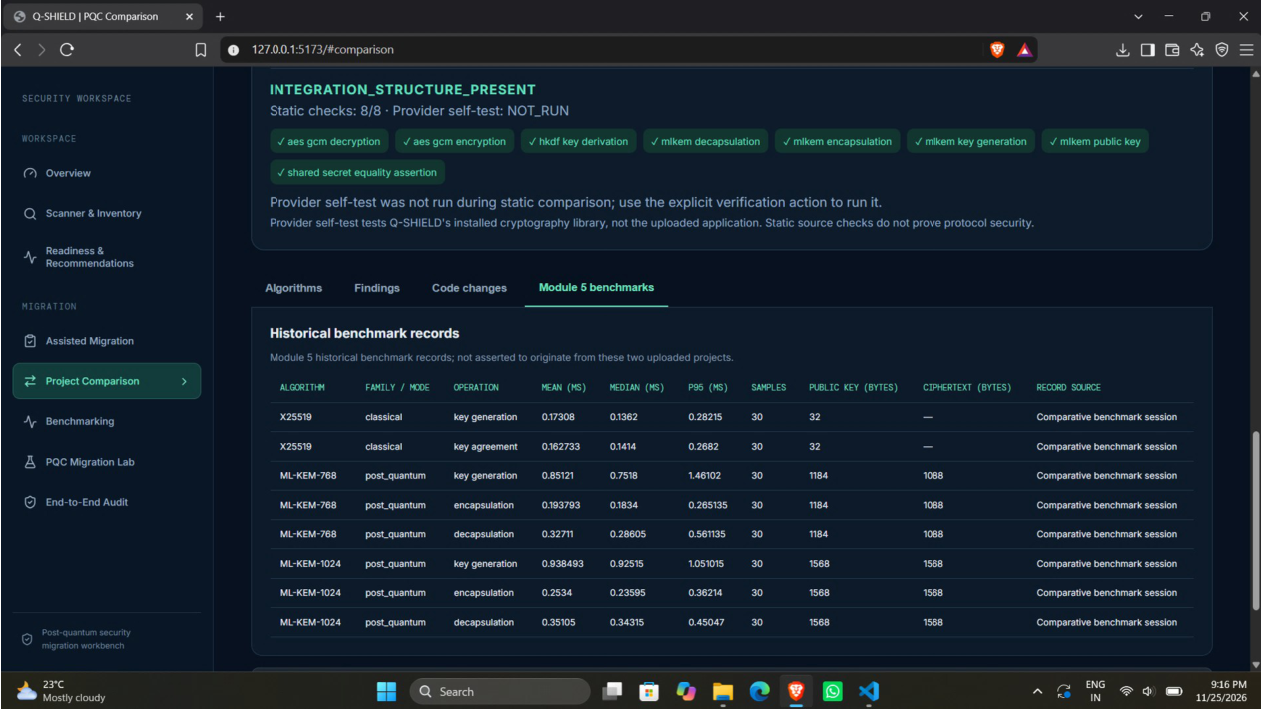 Q-SHIELD | PQC Comparison
127.0.0.1:5173/#comparison
SECURITY WORKSPACE
WORKSPACE
Overview
Scanner & Inventory
Readiness &
Recommendations
MIGRATION
Assisted Migration
Project Comparison
Benchmarking
PQC Migration Lab
End-to-End Audit
Post-quantum security
migration workbench
INTEGRATION_STRUCTURE_PRESENT
Static checks: 8/8 · Provider self-test: NOT_RUN
✓ aes gcm decryption ✓ aes gcm encryption ✓ hkdf key derivation ✓ mlkem decapsulation ✓ mlkem encapsulation ✓ mlkem key generation ✓ mlkem public key
✓ shared secret equality assertion
Provider self-test was not run during static comparison; use the explicit verification action to run it.
Provider self-test tests Q-SHIELD's installed cryptography library, not the uploaded application. Static source checks do not prove protocol security.
Algorithms Findings Code changes Module 5 benchmarks
Historical benchmark records
Module 5 historical benchmark records; not asserted to originate from these two uploaded projects.
ALGORITHM FAMILY / MODE OPERATION MEAN (MS) MEDIAN (MS) P95 (MS) SAMPLES PUBLIC KEY (BYTES) CIPHERTEXT (BYTES) RECORD SOURCE
X25519 classical key generation 0.17308 0.1362 0.28215 30 32 — Comparative benchmark session
X25519 classical key agreement 0.162733 0.1414 0.2682 30 32 — Comparative benchmark session
ML-KEM-768 post_quantum key generation 0.85121 0.7518 1.46102 30 1184 1088 Comparative benchmark session
ML-KEM-768 post_quantum encapsulation 0.193793 0.1834 0.265135 30 1184 1088 Comparative benchmark session
ML-KEM-768 post_quantum decapsulation 0.32711 0.28605 0.561135 30 1184 1088 Comparative benchmark session
ML-KEM-1024 post_quantum key generation 0.938493 0.92515 1.051015 30 1568 1568 Comparative benchmark session
ML-KEM-1024 post_quantum encapsulation 0.2534 0.23595 0.36214 30 1568 1568 Comparative benchmark session
ML-KEM-1024 post_quantum decapsulation 0.35105 0.34315 0.45047 30 1568 1568 Comparative benchmark session
23°C
Mostly cloudy
Search
ENG
IN
9:16 PM
11/25/2026